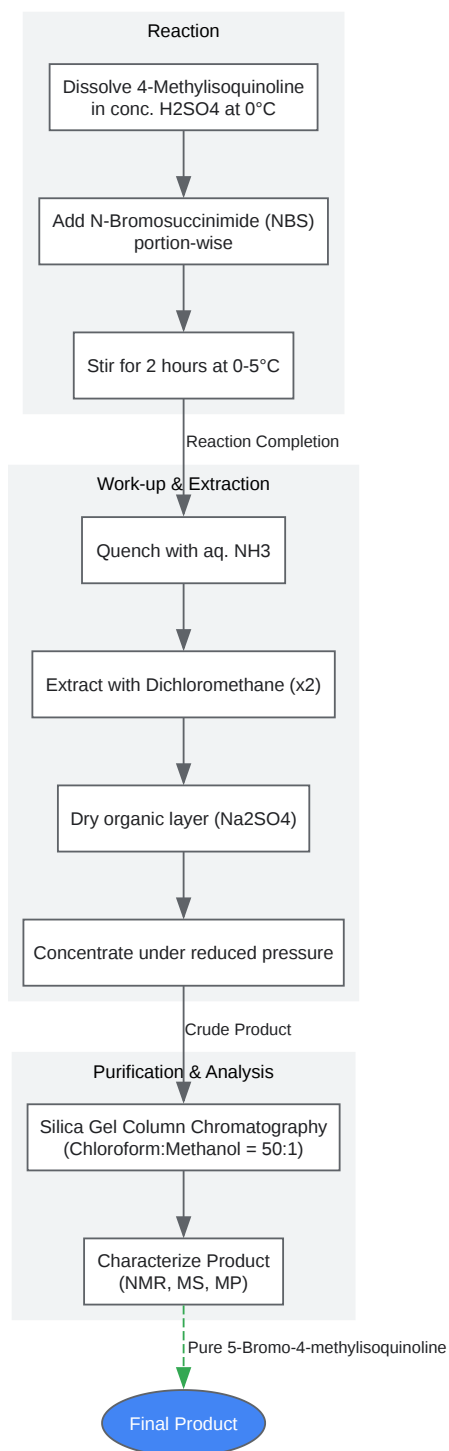 Reaction
Dissolve 4-Methylisoquinoline
in conc. H2SO4 at 0°C
Add N-Bromosuccinimide (NBS)
portion-wise
Stir for 2 hours at 0-5°C
Reaction Completion
Work-up & Extraction
Quench with aq. NH3
Extract with Dichloromethane (x2)
Dry organic layer (Na2SO4)
Concentrate under reduced pressure
Crude Product
Purification & Analysis
Silica Gel Column Chromatography
(Chloroform:Methanol = 50:1)
Characterize Product
(NMR, MS, MP)
Pure 5-Bromo-4-methylisoquinoline
Final Product